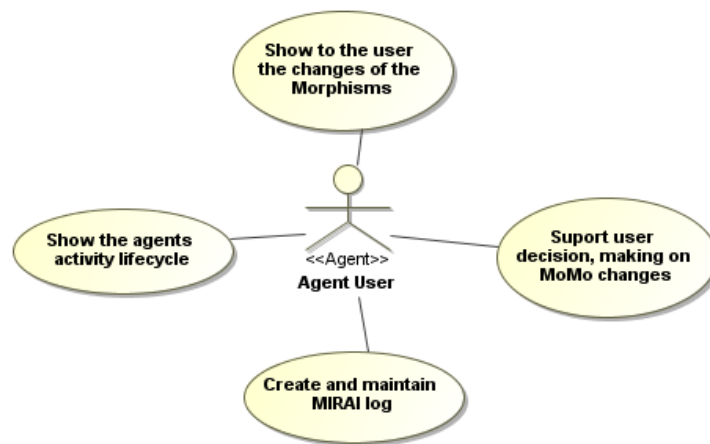 Show to the user
the changes of the
Morphisms
Show the agents
activity lifecycle
<<Agent>>
Agent User
Suport user
decision, making on
MoMo changes
Create and maintain
MIRAI log